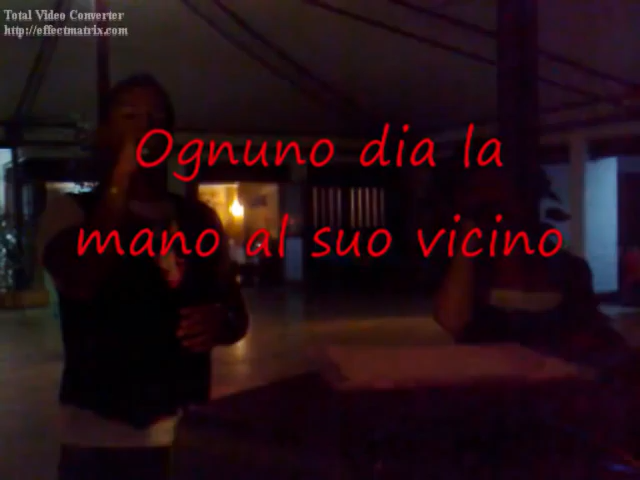 Total Video Converter
http://effectmatrix.com
Ognuno dia la
mano al suo vicino